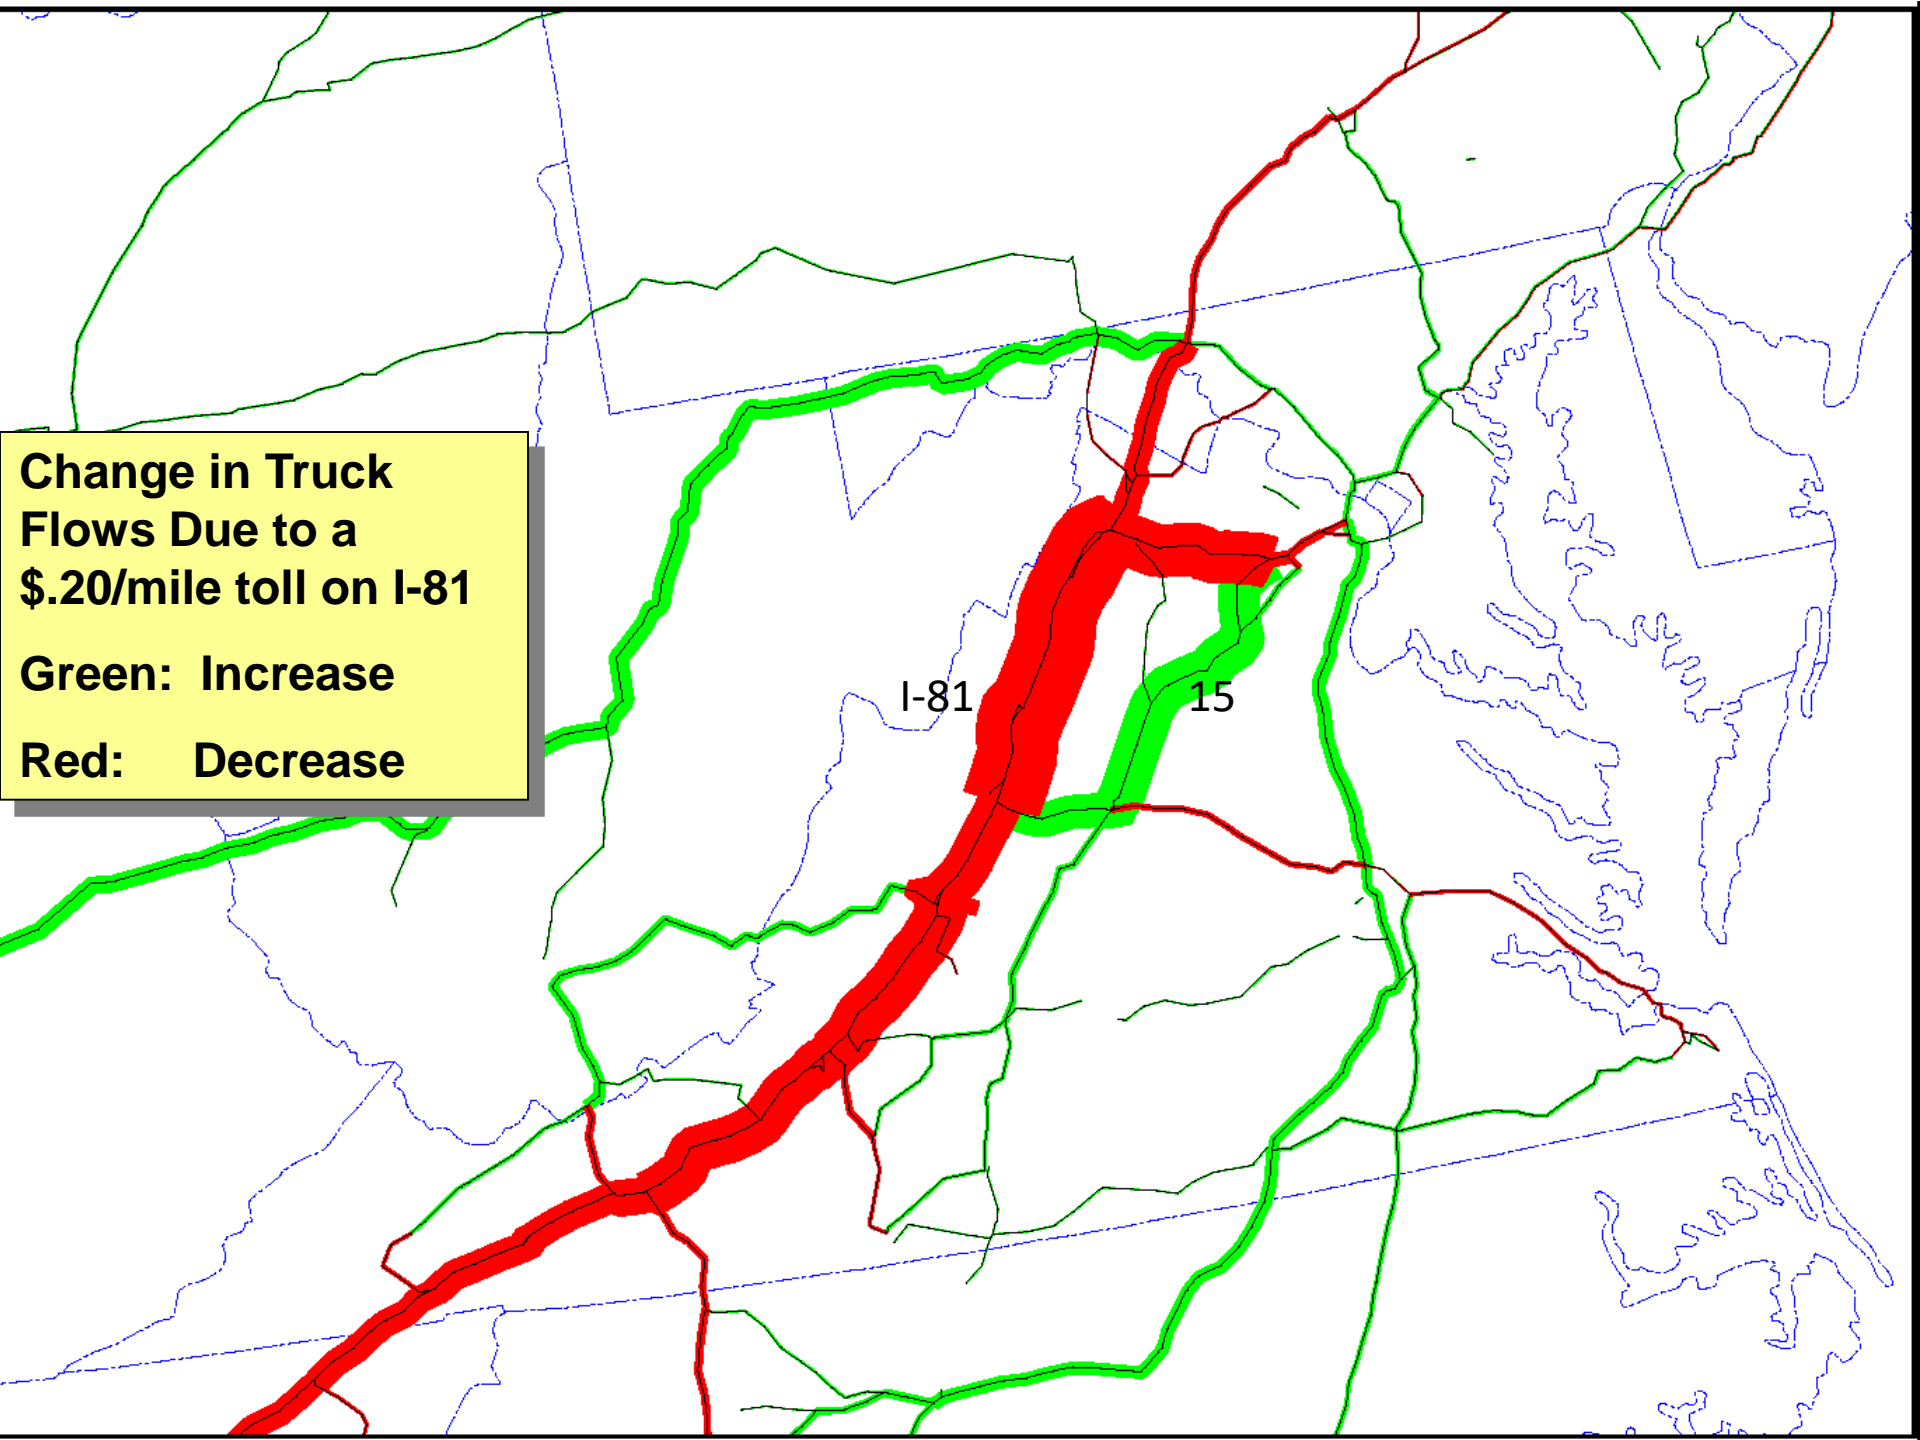 Change in Truck
Flows Due to a
$.20/mile toll on I-81
Green: Increase
Red: Decrease
I-81
15